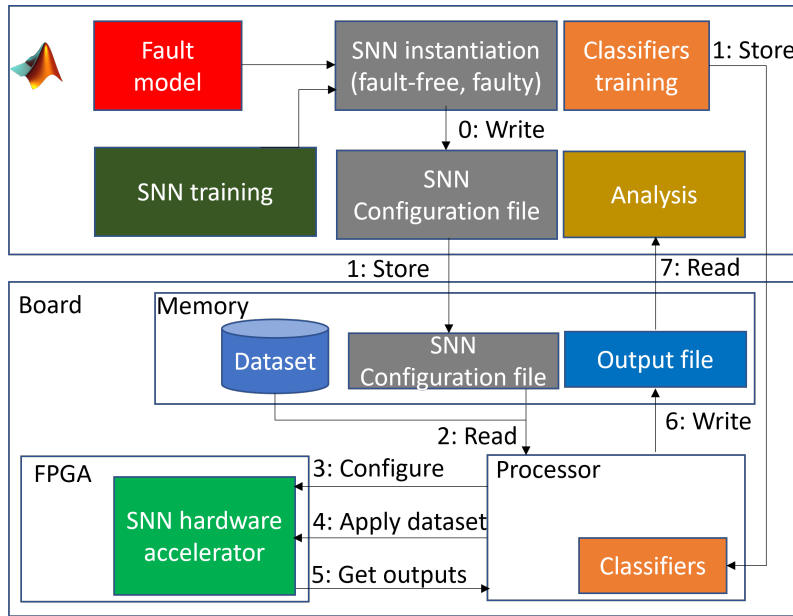 Fault
model
SNN instantiation
(fault-free, faulty)
Classifiers
training
1: Store
0: Write
SNN training
SNN
Configuration file
Analysis
1: Store
7: Read
Board
Memory
Dataset
SNN
Configuration file
Output file
2: Read
6: Write
FPGA
3: Configure
Processor
SNN hardware
accelerator
4: Apply dataset
5: Get outputs
Classifiers